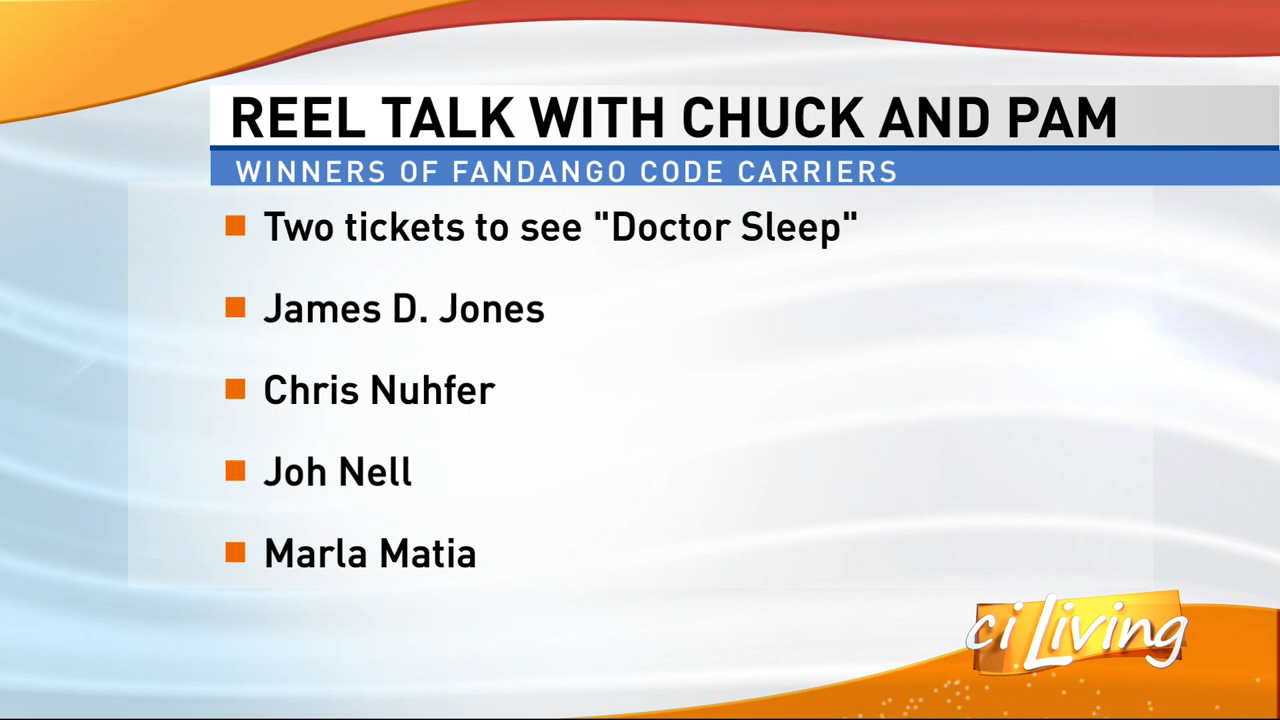 REEL TALK WITH CHUCK AND PAM
WINNERS OF FANDANGO CODE CARRIERS
Two tickets to see "Doctor Sleep"
James D. Jones
Chris Nuhfer
Joh Nell
Marla Matia
ci Living